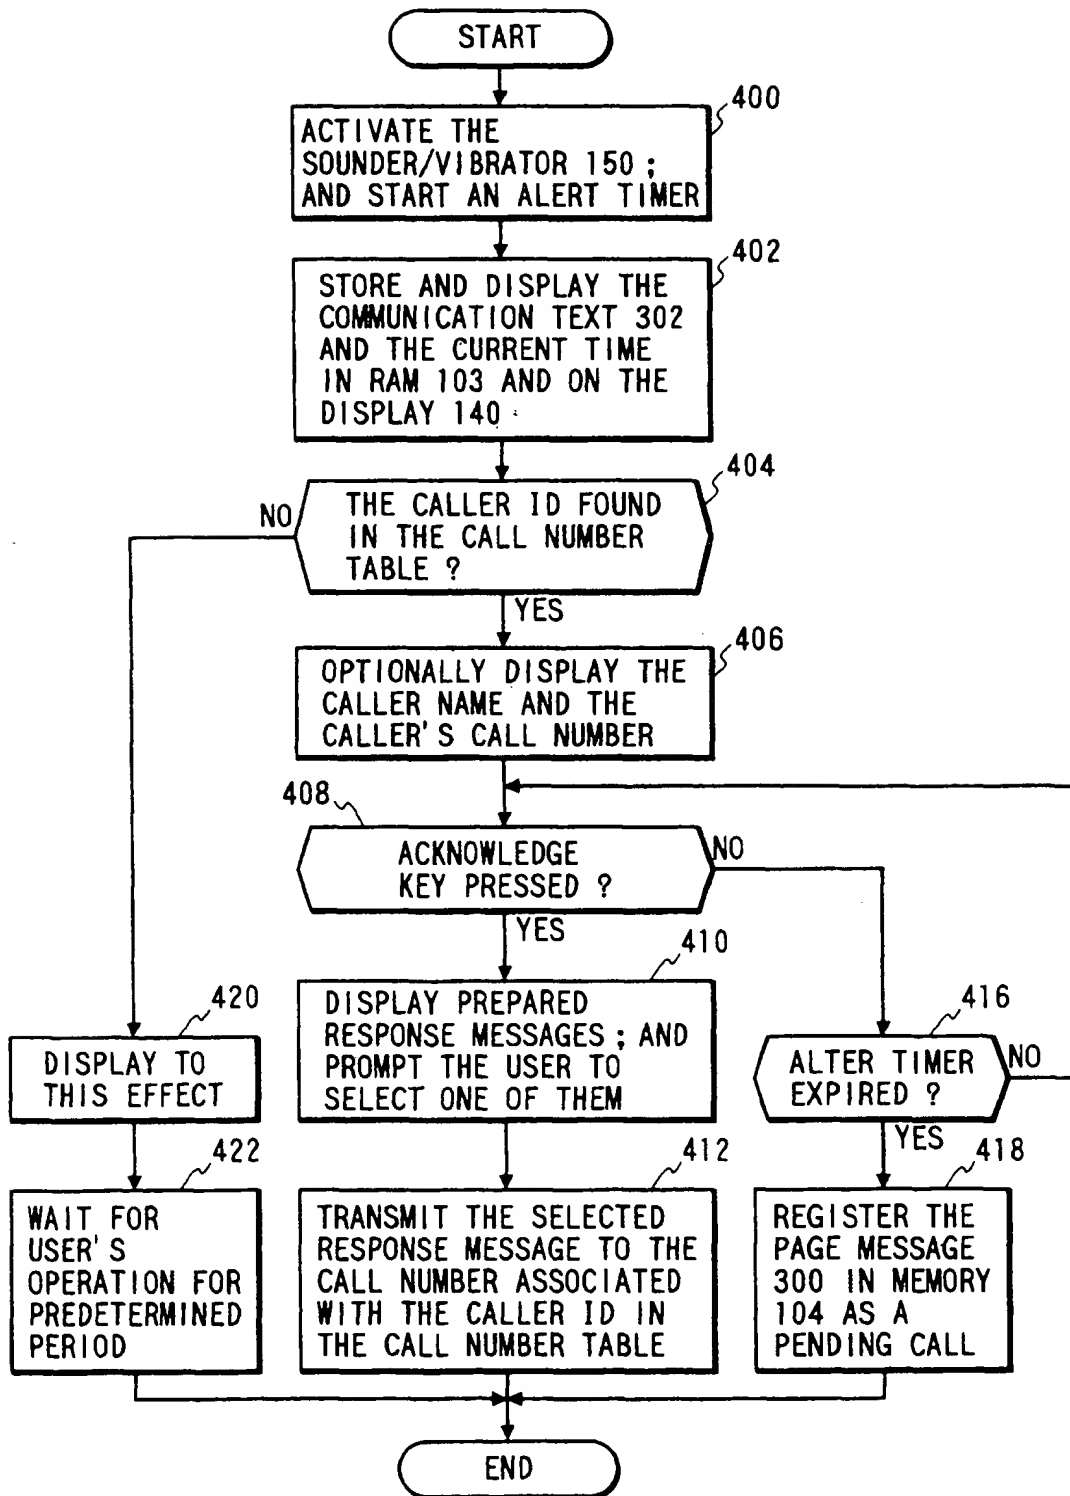 START
400
ACTIVATE THE
SOUNDER/VIBRATOR 150 ;
AND START AN ALERT TIMER
402
STORE AND DISPLAY THE
COMMUNICATION TEXT 302
AND THE CURRENT TIME
IN RAM 103 AND ON THE
DISPLAY 140
404
NO
THE CALLER ID FOUND
IN THE CALL NUMBER
TABLE ?
YES
406
OPTIONALLY DISPLAY THE
CALLER NAME AND THE
CALLER'S CALL NUMBER
408
ACKNOWLEDGE
KEY PRESSED ?
NO
YES
410
DISPLAY PREPARED
RESPONSE MESSAGES ; AND
PROMPT THE USER TO
SELECT ONE OF THEM
416
ALTER TIMER
EXPIRED ?
NO
YES
420
DISPLAY TO
THIS EFFECT
422
WAIT FOR
USER'S
OPERATION FOR
PREDETERMINED
PERIOD
412
TRANSMIT THE SELECTED
RESPONSE MESSAGE TO THE
CALL NUMBER ASSOCIATED
WITH THE CALLER ID IN
THE CALL NUMBER TABLE
418
REGISTER THE
PAGE MESSAGE
300 IN MEMORY
104 AS A
PENDING CALL
END